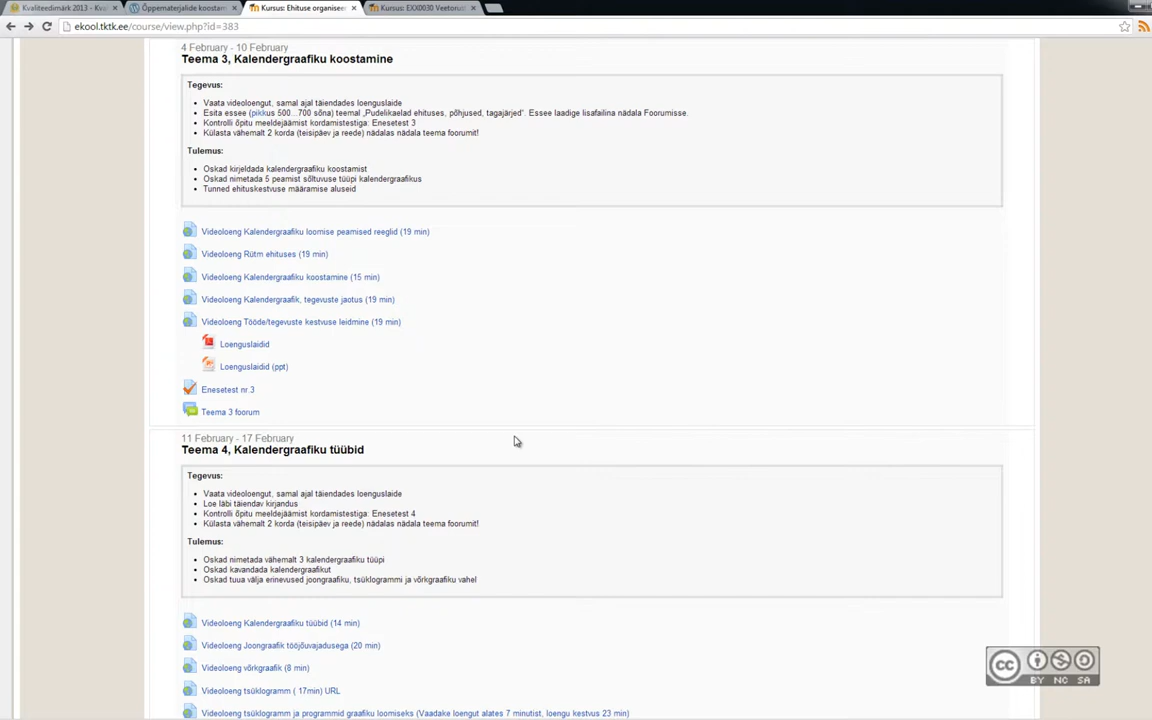 Kvaliteedimärk 2013 - Kva
Õppematerjalide koostam
Kursus: Ehituse organiseer
Kursus: EXX0030 Veetorus
ekool.tktk.ee/course/view.php?id=383
4 February - 10 February
Teema 3, Kalendergraafiku koostamine
Tegevus:
Vaata videoloengut, samal ajal täiendades loenguslaide
Esita essee (pikkus 500...700 sõna) teemal „Pudelikaelad ehituses, põhjused, tagajärjed". Essee laadige lisafailina nädala Foorumisse.
Kontrolli õpitu meeldejäämist kordamistestiga: Enesetest 3
Külasta vähemalt 2 korda (teisipäev ja reede) nädalas nädala teema foorumit!
Tulemus:
Oskad kirjeldada kalendergraafiku koostamist
Oskad nimetada 5 peamist sõltuvuse tüüpi kalendergraafikus
Tunned ehituskestvuse määramise aluseid
Videoloeng Kalendergraafiku loomise peamised reeglid (19 min)
Videoloeng Rütm ehituses (19 min)
Videoloeng Kalendergraafiku koostamine (15 min)
Videoloeng Kalendergraafik, tegevuste jaotus (19 min)
Videoloeng Tööde/tegevuste kestvuse leidmine (19 min)
Loenguslaidid
Loenguslaidid (ppt)
Enesetest nr.3
Teema 3 foorum
11 February - 17 February
Teema 4, Kalendergraafiku tüübid
Tegevus:
Vaata videoloengut, samal ajal täiendades loenguslaide
Loe läbi täiendav kirjandus
Kontrolli õpitu meeldejäämist kordamistestiga: Enesetest 4
Külasta vähemalt 2 korda (teisipäev ja reede) nädalas nädala teema foorumit!
Tulemus:
Oskad nimetada vähemalt 3 kalendergraafiku tüüpi
Oskad kavandada kalendergraafikut
Oskad tuua välja erinevused joongraafiku, tsüklogrammi ja võrkgraafiku vahel
Videoloeng Kalendergraafiku tüübid (14 min)
Videoloeng Joongraafik tööjõuvajadusega (20 min)
Videoloeng võrkgraafik (8 min)
Videoloeng tsüklogramm ( 17min) URL
Videoloeng tsüklogramm ja programmid graafiku loomiseks (Vaadake loengut alates 7 minutist, loengu kestvus 23 min)
cc BY NC SA